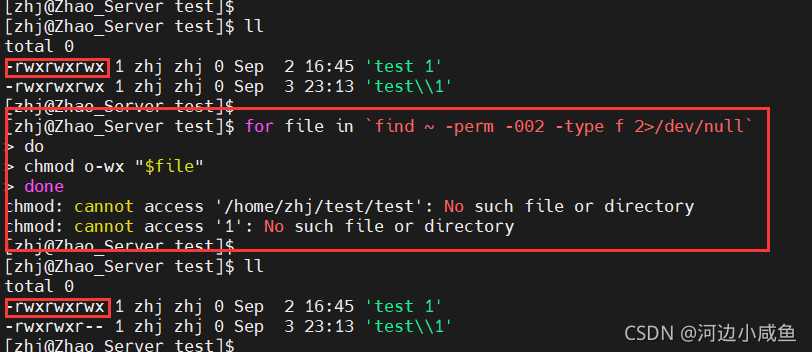 [zhj@Zhao_Server test]$
[zhj@Zhao_Server test]$ ll
total 0
-rwxrwxrwx 1 zhj zhj 0 Sep  2 16:45 'test 1'
-rwxrwxrwx 1 zhj zhj 0 Sep  3 23:13 'test\\1'
[zhj@Zhao_Server test]$
[zhj@Zhao_Server test]$ for file in `find ~ -perm -002 -type f 2>/dev/null`
> do
> chmod o-wx "$file"
> done
chmod: cannot access '/home/zhj/test/test': No such file or directory
chmod: cannot access '1': No such file or directory
[zhj@Zhao_Server test]$
[zhj@Zhao_Server test]$ ll
total 0
-rwxrwxrwx 1 zhj zhj 0 Sep  2 16:45 'test 1'
-rwxrwxr-- 1 zhj zhj 0 Sep  3 23:13 'test\\1'
[zhj@Zhao_Server test]$
CSDN @河边小咸鱼